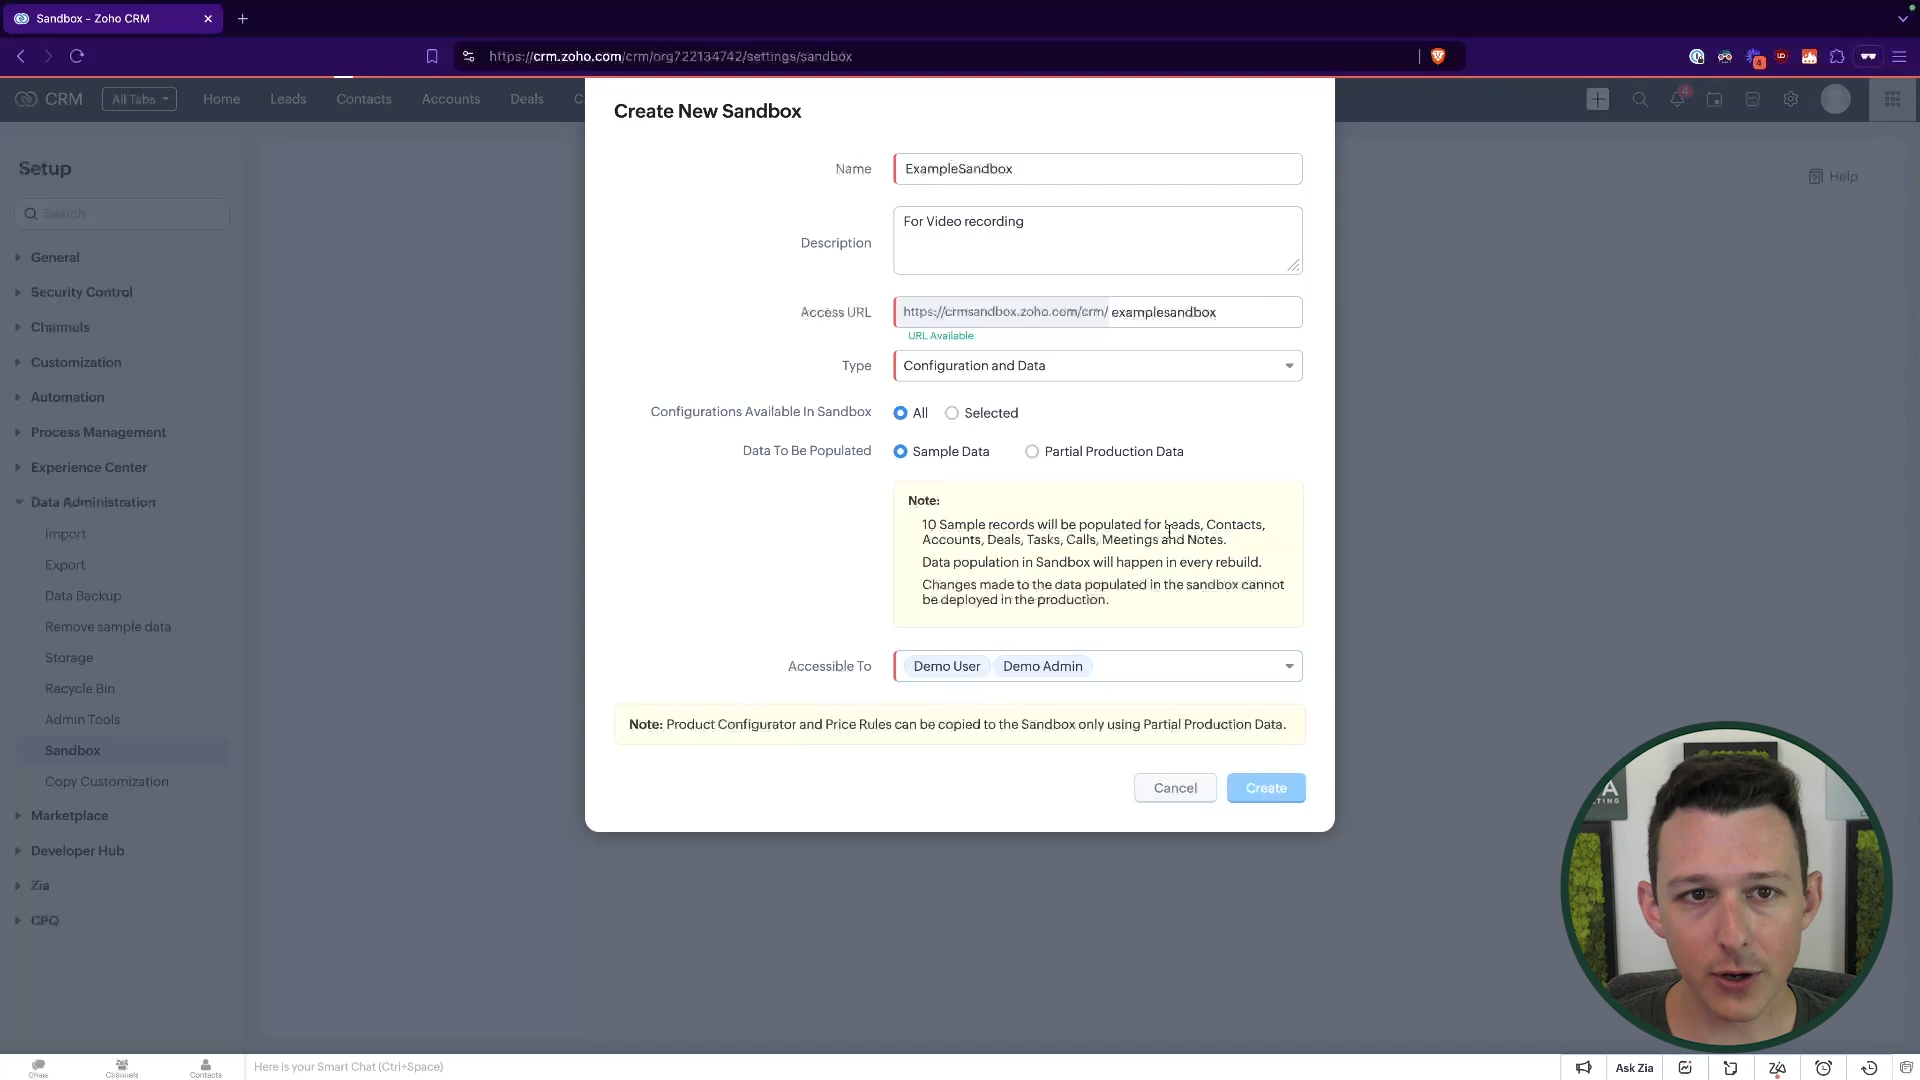 Sandbox - Zoho CRM
https://crm.zoho.com/crm/org722134742/settings/sandbox
4
CRM
All Tabs
Home
Leads
Contacts
Accounts
Deals
4
Create New Sandbox
Setup
Search
General
Security Control
Channels
Customization
Automation
Process Management
Experience Center
Data Administration
Import
Export
Data Backup
Remove sample data
Storage
Recycle Bin
Admin Tools
Sandbox
Copy Customization
Marketplace
Developer Hub
Zia
CPQ
Name
ExampleSandbox
Description
For Video recording
Access URL
https://crmsandbox.zoho.com/crm/ examplesandbox
URL Available
Type
Configuration and Data
Configurations Available In Sandbox
All
Selected
Data To Be Populated
Sample Data
Partial Production Data
Note:
10 Sample records will be populated for Leads, Contacts,
Accounts, Deals, Tasks, Calls, Meetings and Notes.
Data population in Sandbox will happen in every rebuild.
Changes made to the data populated in the sandbox cannot
be deployed in the production.
Accessible To
Demo User
Demo Admin
Note: Product Configurator and Price Rules can be copied to the Sandbox only using Partial Production Data.
Cancel
Create
Help
Chats
Channels
Contacts
Here is your Smart Chat (Ctrl+Space)
Ask Zia